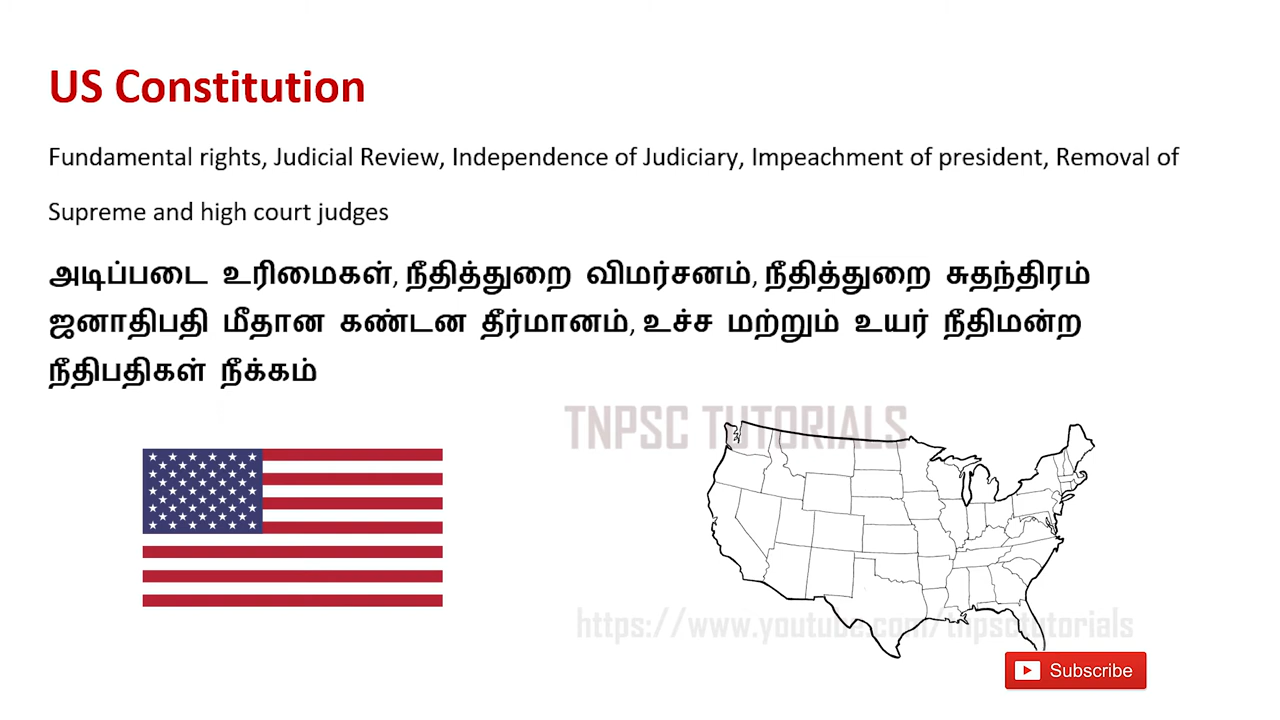 US Constitution
Fundamental rights, Judicial Review, Independence of Judiciary, Impeachment of president, Removal of
Supreme and high court judges
அடிப்படை உரிமைகள், நீதித்துறை விமர்சனம், நீதித்துறை சுதந்திரம்
ஜனாதிபதி மீதான கண்டன தீர்மானம், உச்ச மற்றும் உயர் நீதிமன்ற
நீதிபதிகள் நீக்கம்
TNPSC TUTORIALS
https://www.youtube.com/tnpsctutorials
Subscribe